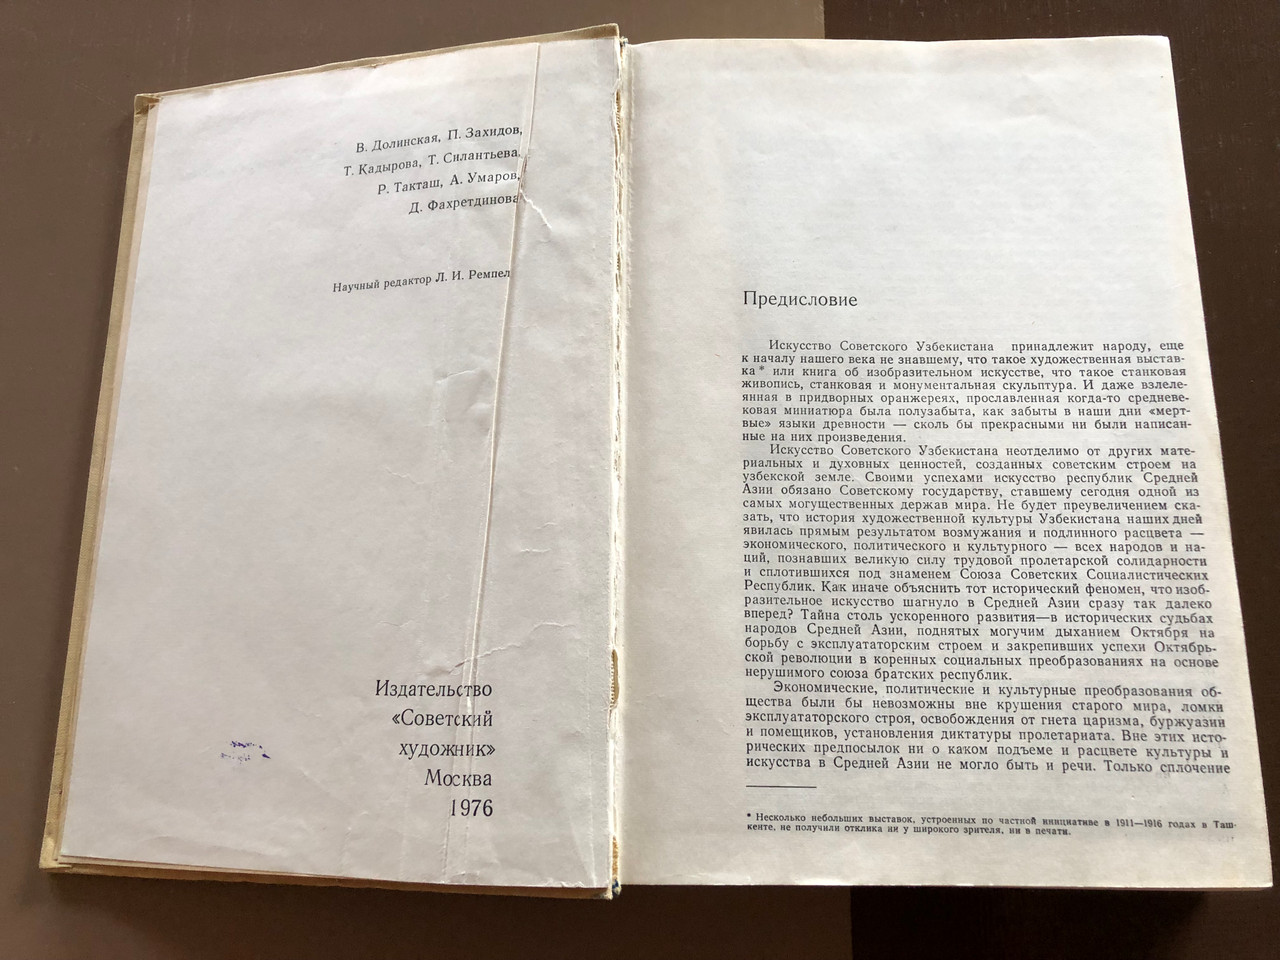 В. Долинская, П. Захидов,
Т. Кадырова, Т. Силантьева,
Р. Такташ, А. Умаров,
Д. Фахретдинова
Научный редактор Л. И. Ремпел
Издательство
«Советский
художник»
Москва
1976
Предисловие
Искусство Советского Узбекистана принадлежит народу, еще
к началу нашего века не знавшему, что такое художественная выстав-
ка* или книга об изобразительном искусстве, что такое станковая
живопись, станковая и монументальная скульптура. И даже взлеле-
янная в придворных оранжереях, прославленная когда-то средневе-
ковая миниатюра была полузабыта, как забыты в наши дни «мерт-
вые» языки древности — сколь бы прекрасными ни были написан-
ные на них произведения.
Искусство Советского Узбекистана неотделимо от других мате-
риальных и духовных ценностей, созданных советским строем на
узбекской земле. Своими успехами искусство республик Средней
Азии обязано Советскому государству, ставшему сегодня одной из
самых могущественных держав мира. Не будет преувеличением ска-
зать, что история художественной культуры Узбекистана наших дней
явилась прямым результатом возмужания и подлинного расцвета —
экономического, политического и культурного — всех народов и на-
ций, познавших великую силу трудовой пролетарской солидарности
и сплотившихся под знаменем Союза Советских Социалистических
Республик. Как иначе объяснить тот исторический феномен, что изоб-
разительное искусство шагнуло в Средней Азии сразу так далеко
вперед? Тайна столь ускоренного развития—в исторических судьбах
народов Средней Азии, поднятых могучим дыханием Октября на
борьбу с эксплуататорским строем и закрепивших успехи Октябрь-
ской революции в коренных социальных преобразованиях на основе
нерушимого союза братских республик.
Экономические, политические и культурные преобразования об-
щества были бы невозможны вне крушения старого мира, ломки
эксплуататорского строя, освобождения от гнета царизма, буржуазии
и помещиков, установления диктатуры пролетариата. Вне этих исто-
рических предпосылок ни о каком подъеме и расцвете культуры и
искусства в Средней Азии не могло быть и речи. Только сплочение
* Несколько небольших выставок, устроенных по частной инициативе в 1911—1916 годах в Таш-
кенте, не получили отклика ни у широкого зрителя, ни в печати.